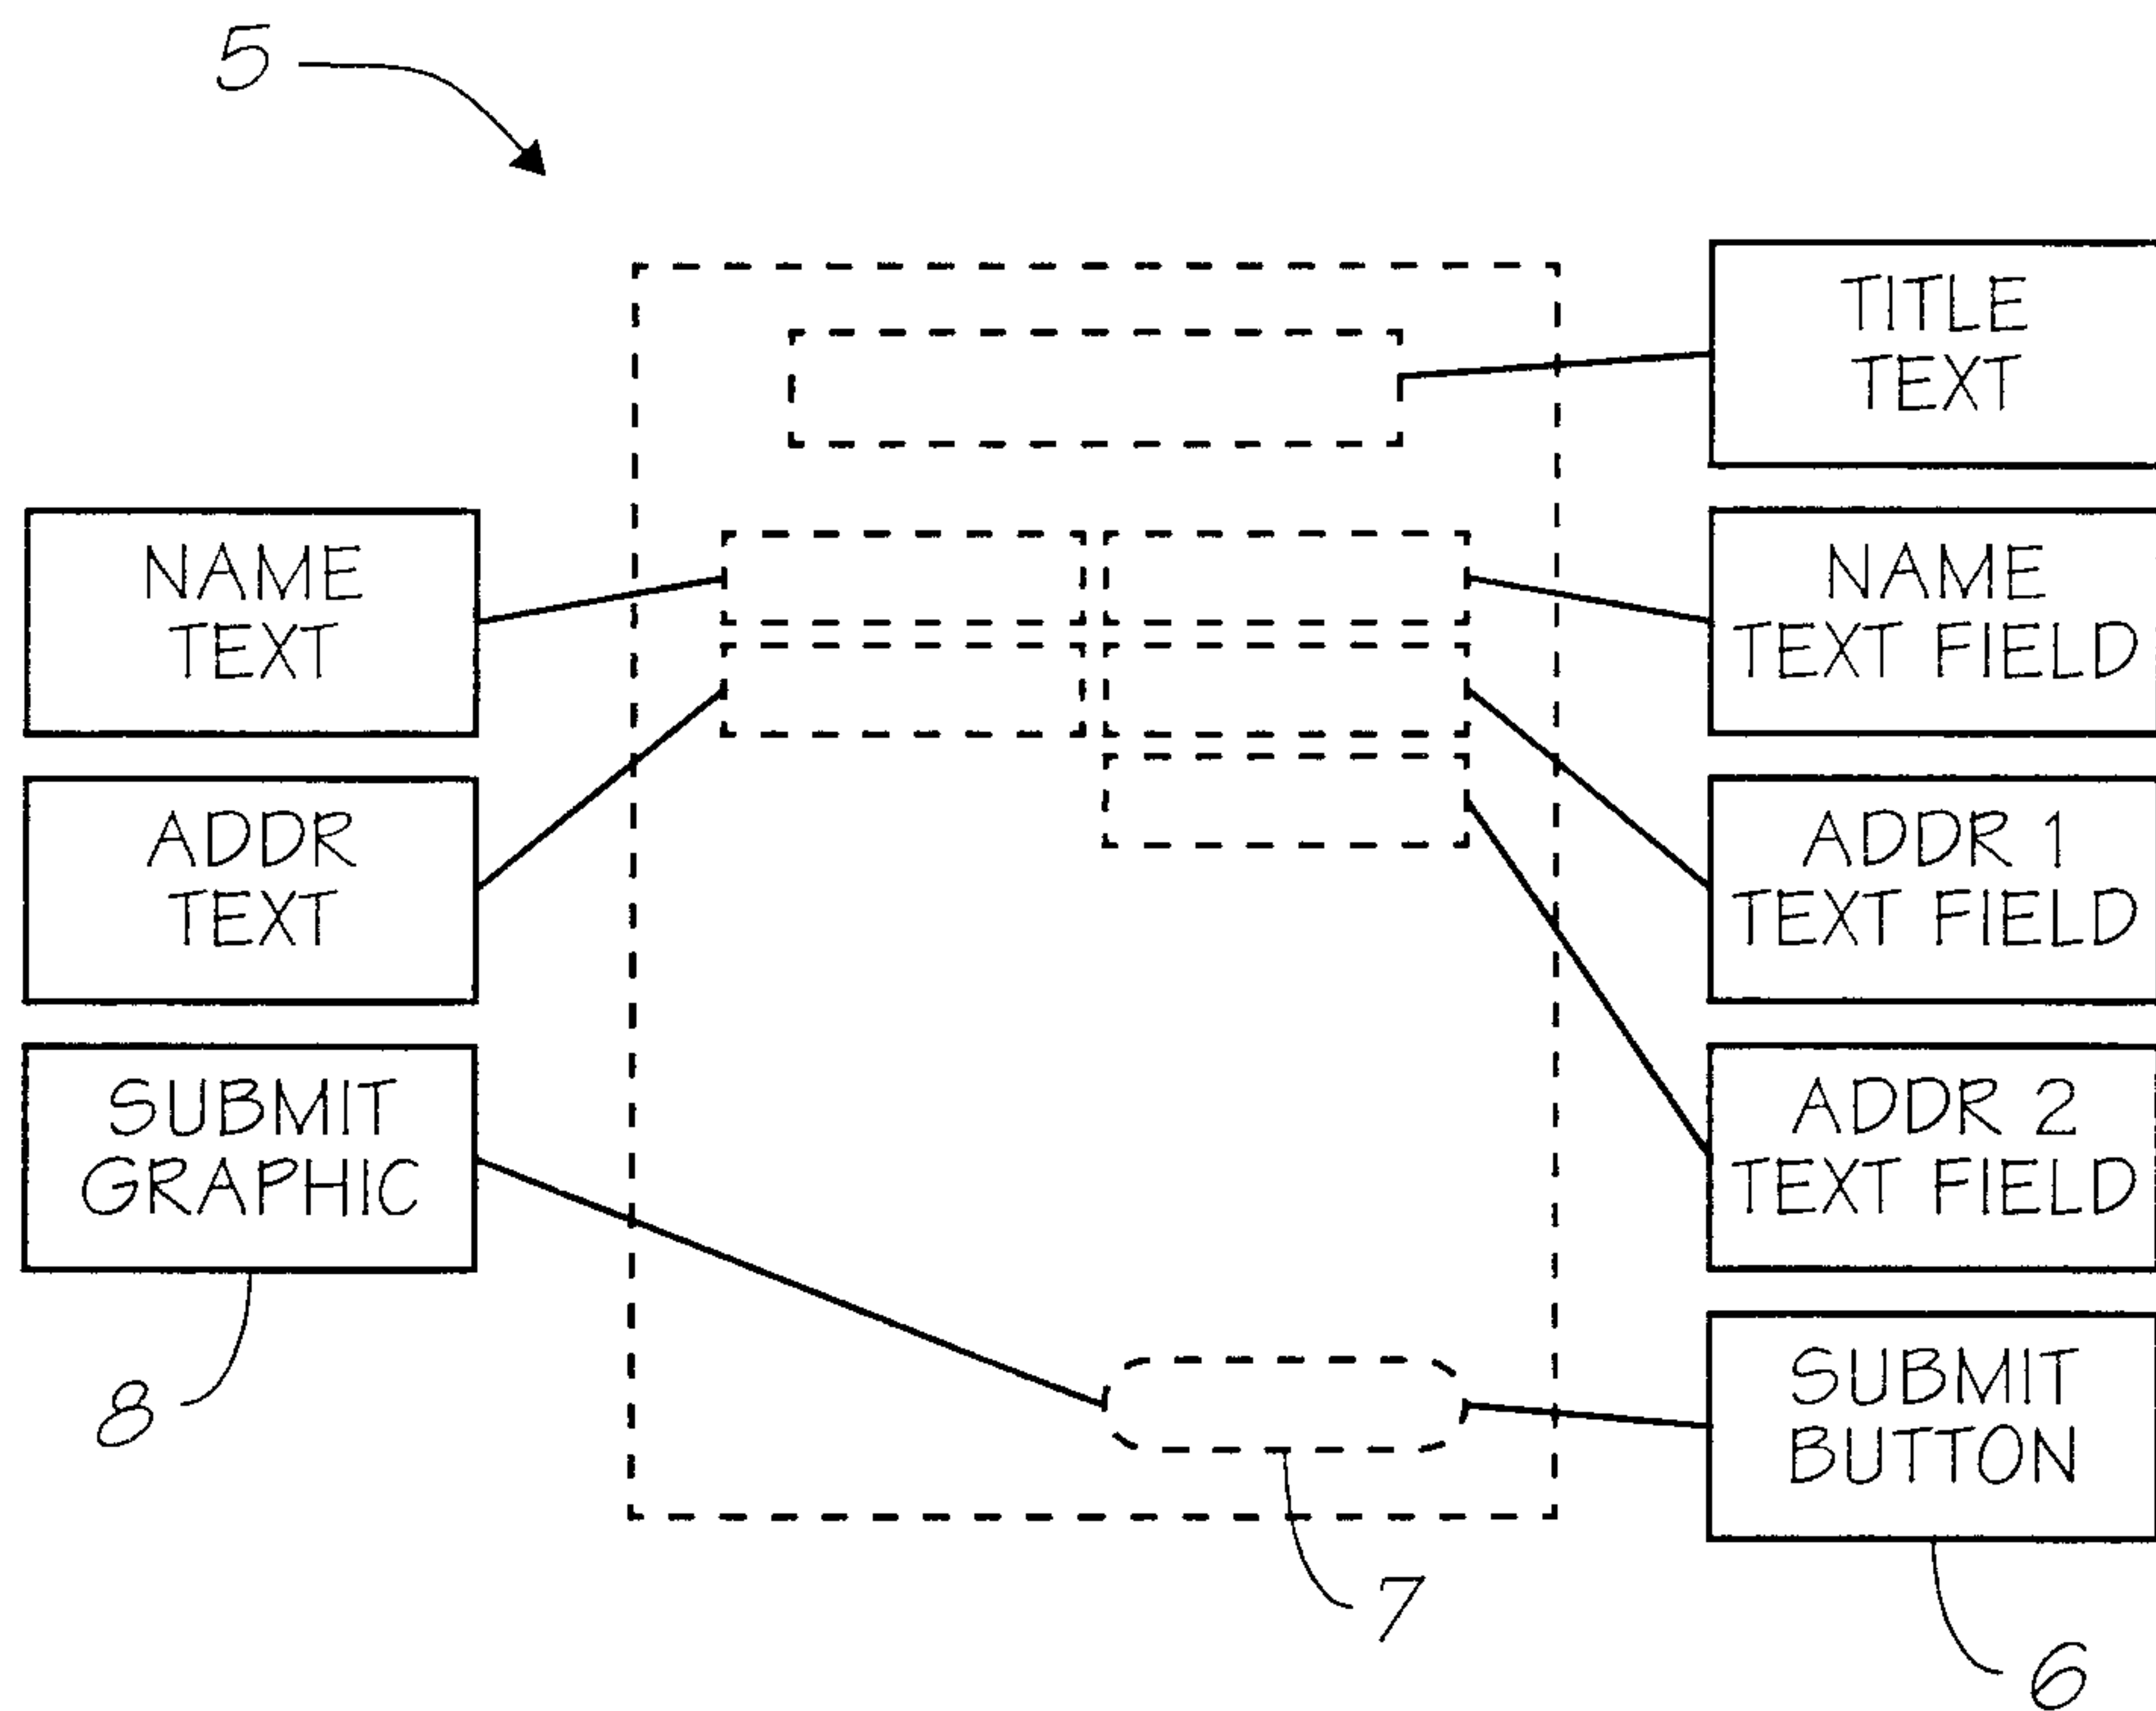 5
TITLE
TEXT
NAME
TEXT
NAME
TEXT FIELD
ADDR
TEXT
ADDR 1
TEXT FIELD
SUBMIT
GRAPHIC
ADDR 2
TEXT FIELD
SUBMIT
BUTTON
8
7
6